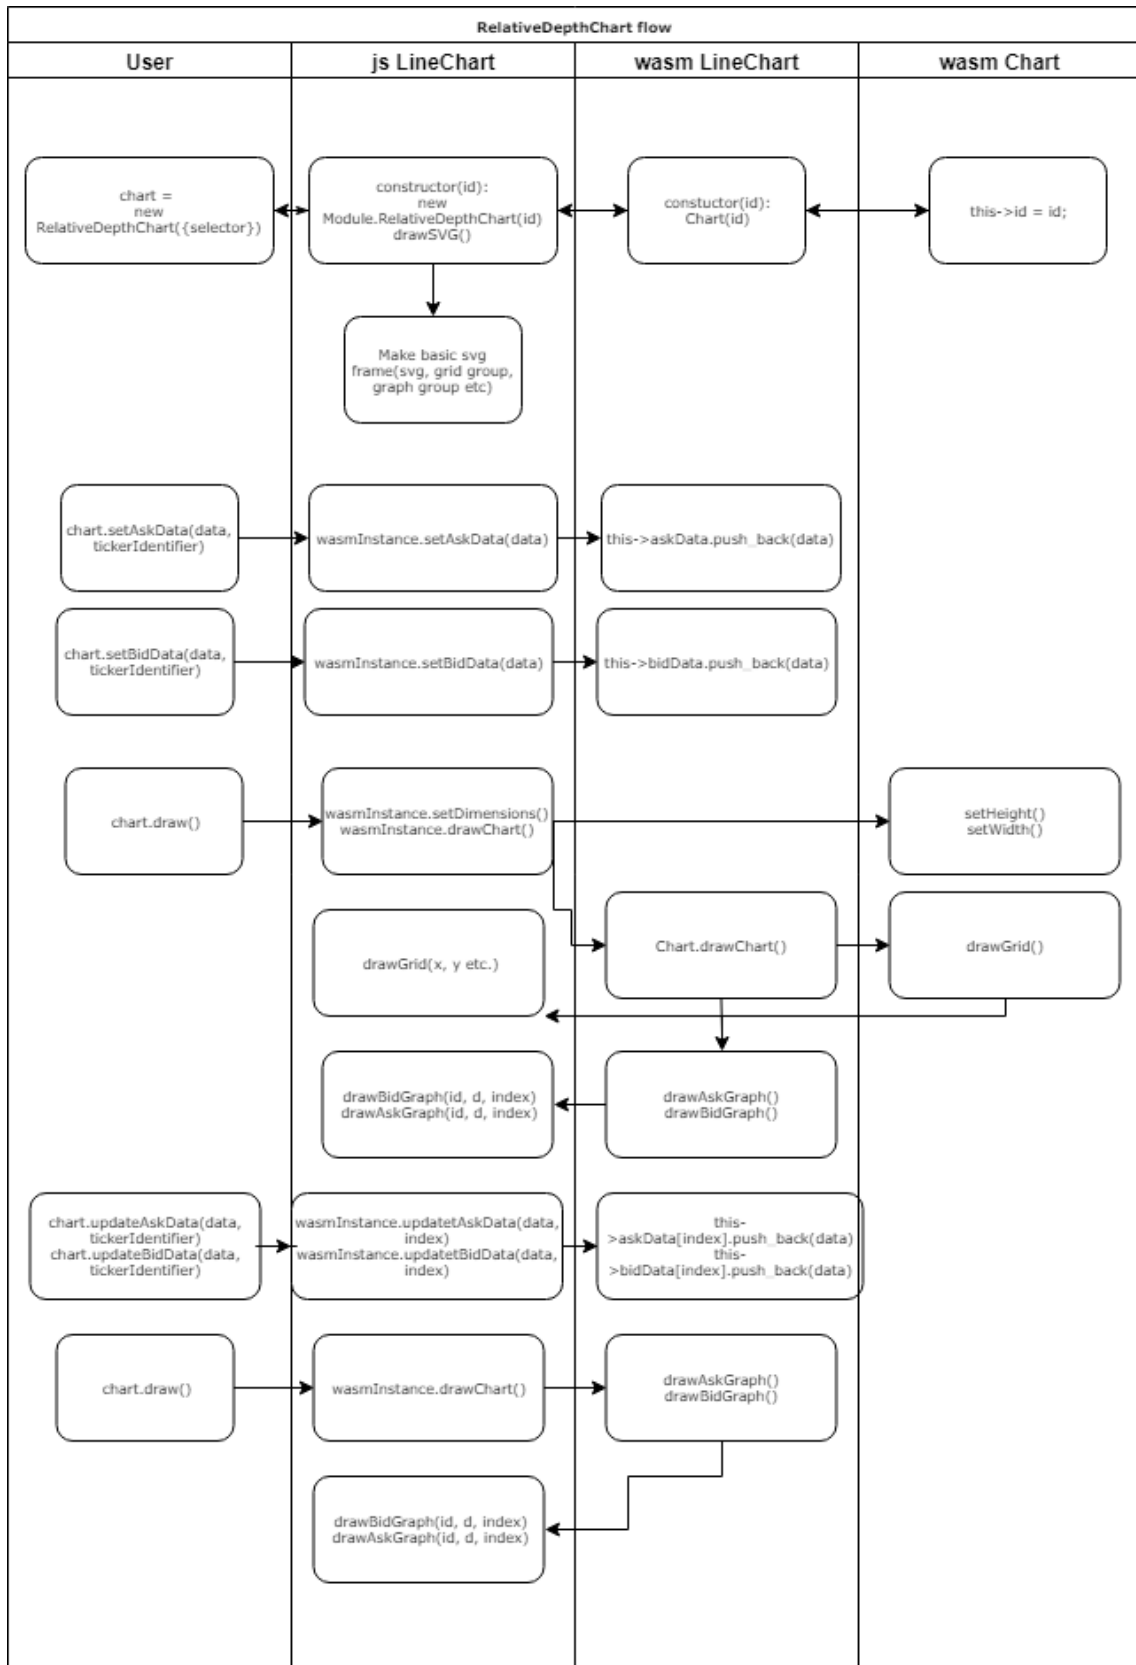 RelativeDepthChart flow
User
js LineChart
wasm LineChart
wasm Chart
chart =
new
RelativeDepthChart({selector})
constructor(id):
new
Module.RelativeDepthChart(id)
drawSVG()
constuctor(id):
Chart(id)
this->id = id;
Make basic svg
frame(svg, grid group,
graph group etc)
chart.setAskData(data,
tickerIdentifier)
wasmInstance.setAskData(data)
this->askData.push_back(data)
chart.setBidData(data,
tickerIdentifier)
wasmInstance.setBidData(data)
this->bidData.push_back(data)
chart.draw()
wasmInstance.setDimensions()
wasmInstance.drawChart()
setHeight()
setWidth()
drawGrid(x, y etc.)
Chart.drawChart()
drawGrid()
drawBidGraph(id, d, index)
drawAskGraph(id, d, index)
drawAskGraph()
drawBidGraph()
chart.updateAskData(data,
tickerIdentifier)
chart.updateBidData(data,
tickerIdentifier)
wasmInstance.updatetAskData(data,
index)
wasmInstance.updatetBidData(data,
index)
this-
>askData[index].push_back(data)
this-
>bidData[index].push_back(data)
chart.draw()
wasmInstance.drawChart()
drawAskGraph()
drawBidGraph()
drawBidGraph(id, d, index)
drawAskGraph(id, d, index)